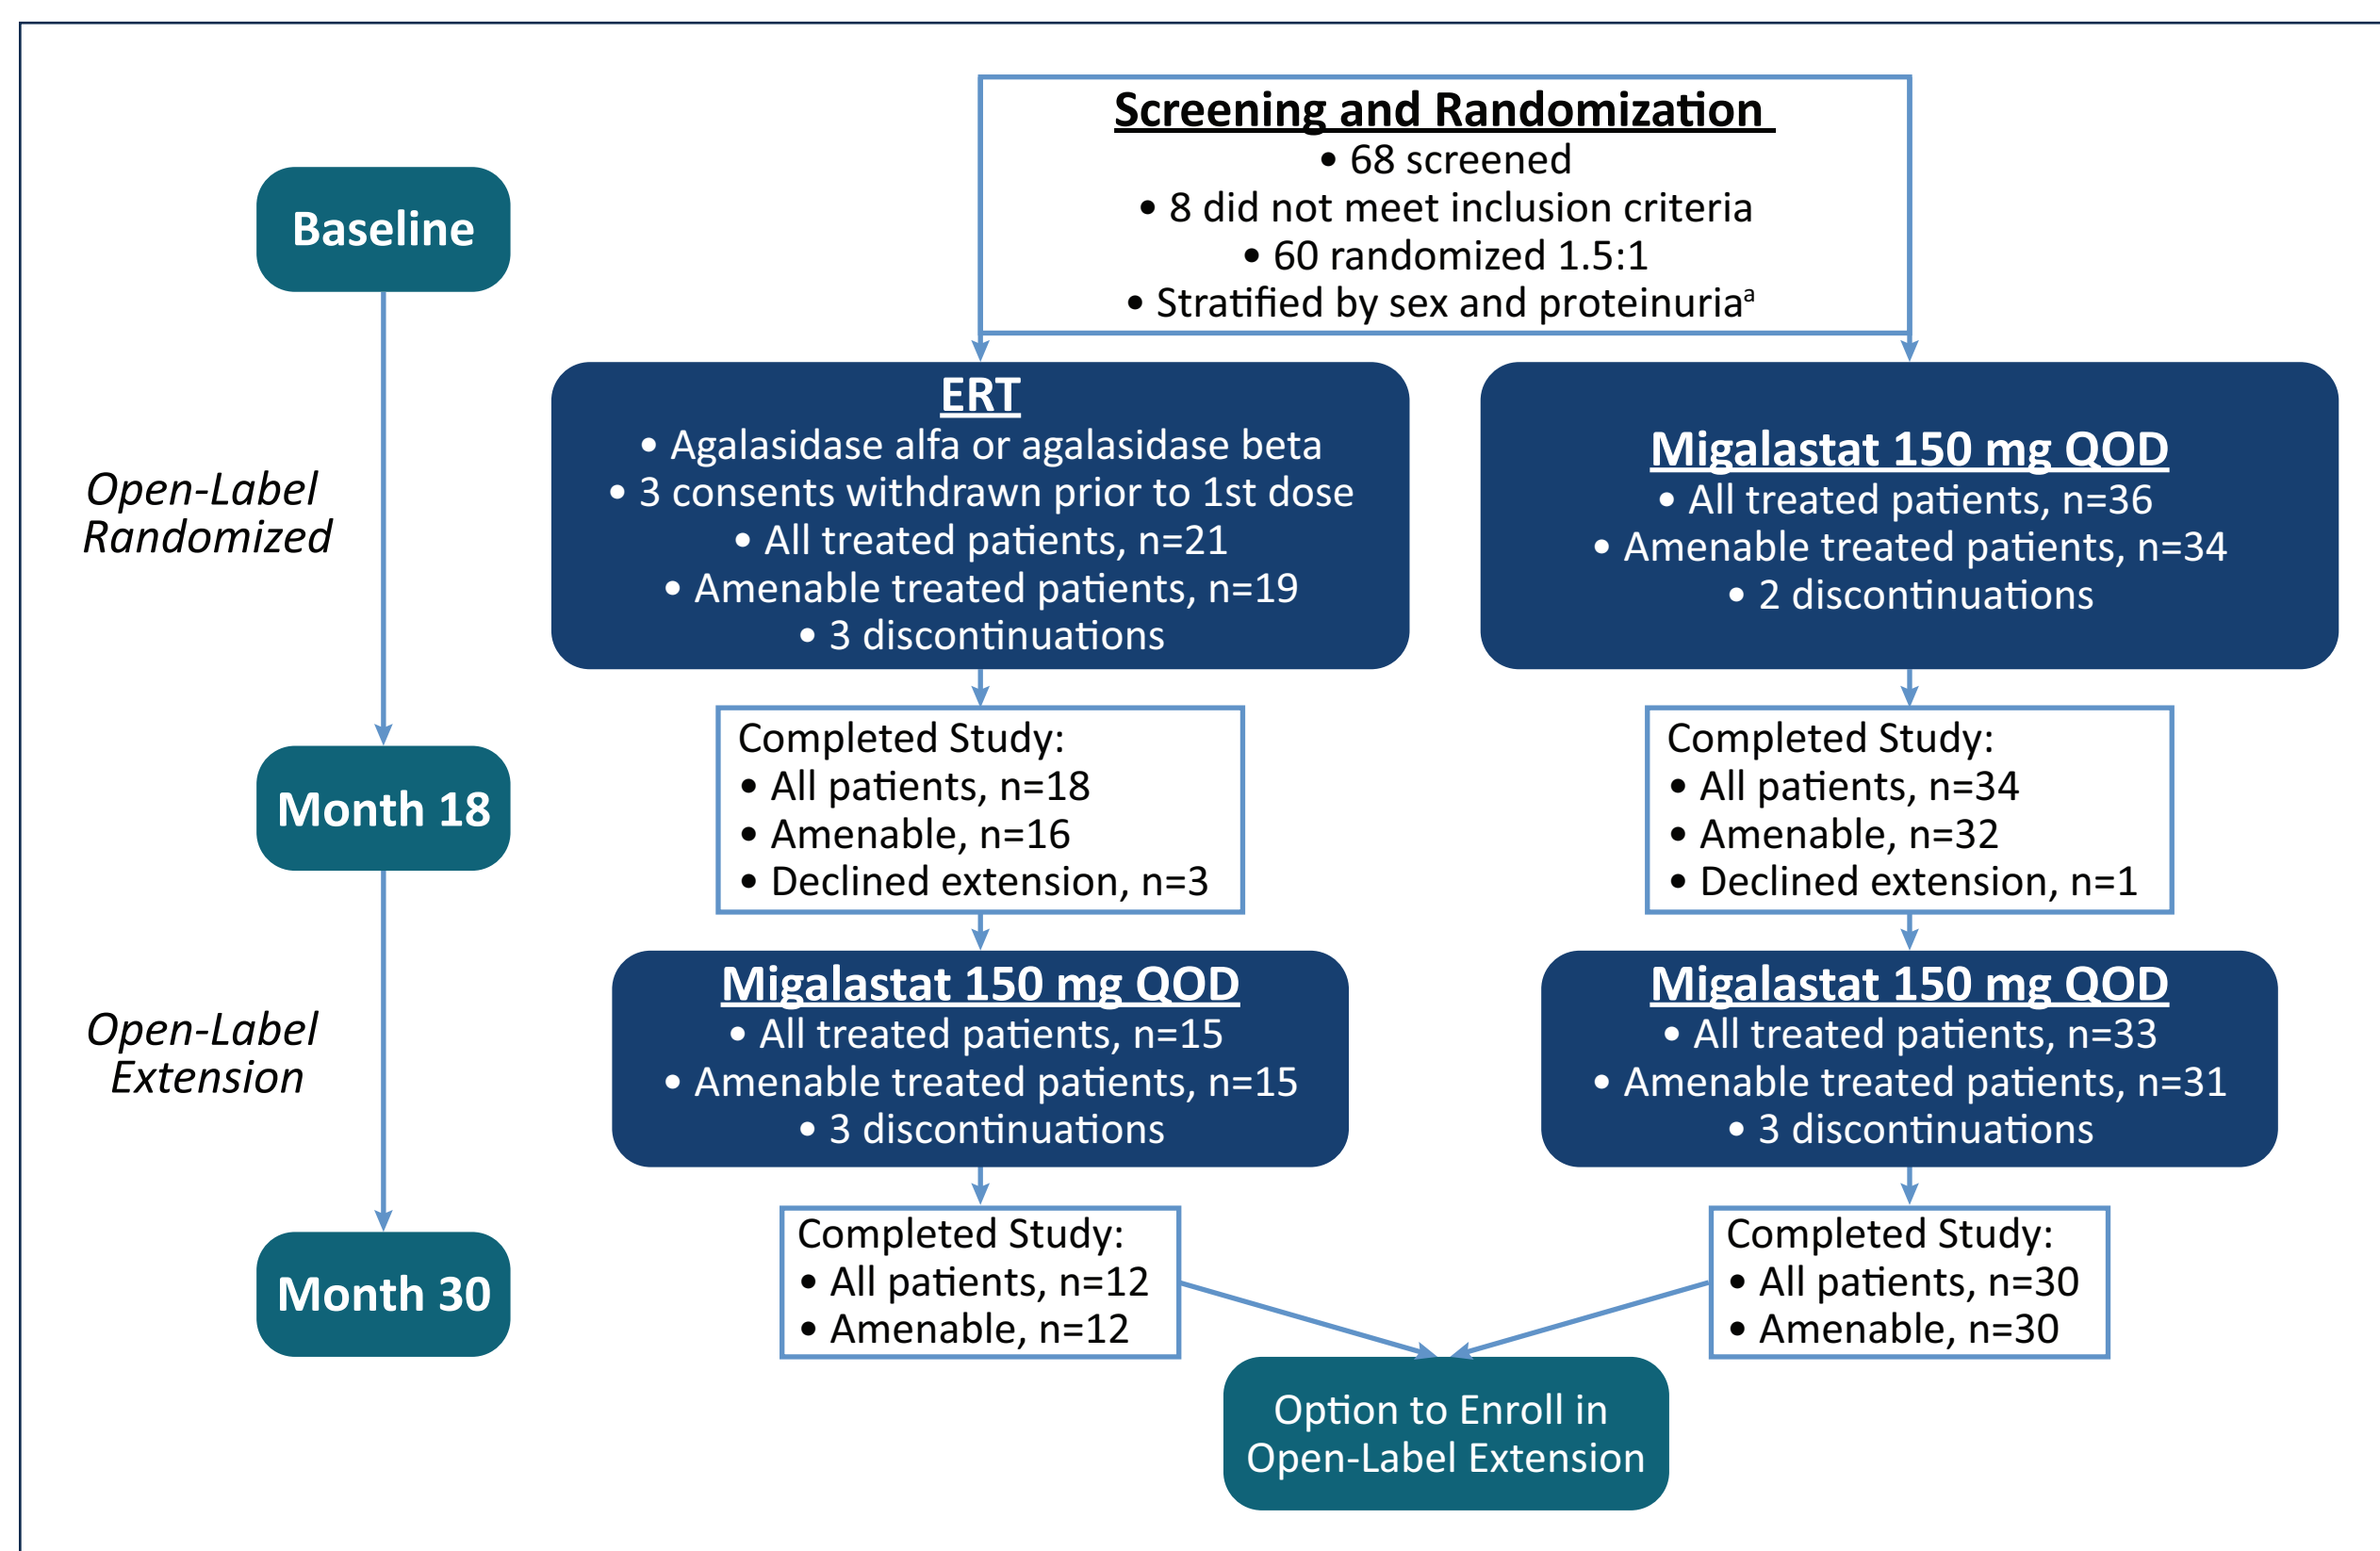 Screening and Randomization
• 68 screened
• 8 did not meet inclusion criteria
• 60 randomized 1.5:1
• Stratified by sex and proteinuriaᵃ
Baseline
Open-Label
Randomized
ERT
• Agalasidase alfa or agalasidase beta
• 3 consents withdrawn prior to 1st dose
• All treated patients, n=21
• Amenable treated patients, n=19
• 3 discontinuations
Migalastat 150 mg QOD
• All treated patients, n=36
• Amenable treated patients, n=34
• 2 discontinuations
Month 18
Completed Study:
• All patients, n=18
• Amenable, n=16
• Declined extension, n=3
Completed Study:
• All patients, n=34
• Amenable, n=32
• Declined extension, n=1
Open-Label
Extension
Migalastat 150 mg QOD
• All treated patients, n=15
• Amenable treated patients, n=15
• 3 discontinuations
Migalastat 150 mg QOD
• All treated patients, n=33
• Amenable treated patients, n=31
• 3 discontinuations
Month 30
Completed Study:
• All patients, n=12
• Amenable, n=12
Completed Study:
• All patients, n=30
• Amenable, n=30
Option to Enroll in
Open-Label Extension